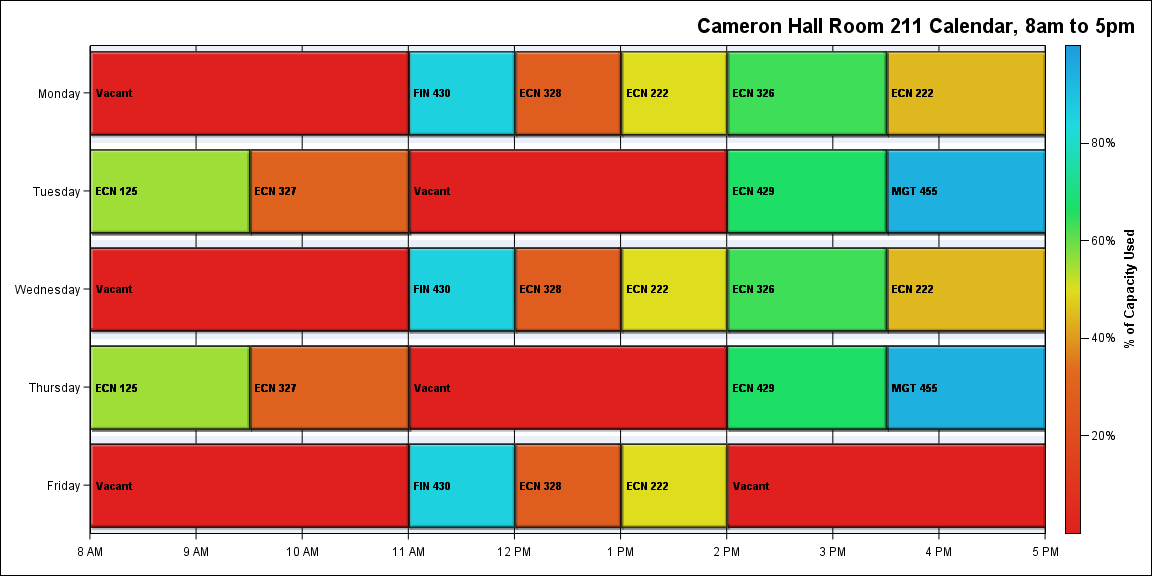 Cameron Hall Room 211 Calendar, 8am to 5pm
Monday
Vacant
FIN 430
ECN 328
ECN 222
ECN 326
ECN 222
Tuesday
ECN 125
ECN 327
Vacant
ECN 429
MGT 455
Wednesday
Vacant
FIN 430
ECN 328
ECN 222
ECN 326
ECN 222
Thursday
ECN 125
ECN 327
Vacant
ECN 429
MGT 455
Friday
Vacant
FIN 430
ECN 328
ECN 222
Vacant
8 AM
9 AM
10 AM
11 AM
12 PM
1 PM
2 PM
3 PM
4 PM
5 PM
80%
60%
40%
20%
% of Capacity Used